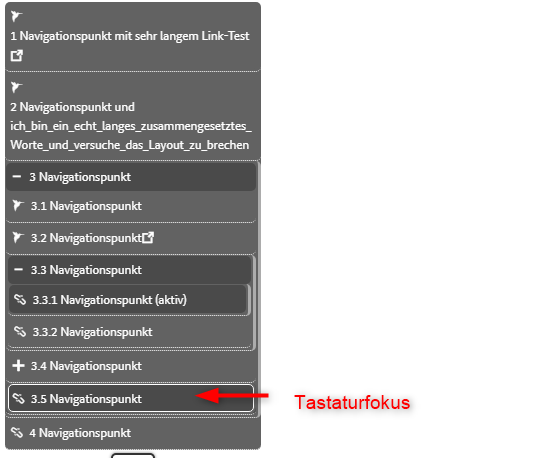 1 Navigationspunkt mit sehr langem Link-Test
2 Navigationspunkt und
ich_bin_ein_echt_langes_zusammengesetztes_
Worte_und_versuche_das_Layout_zu_brechen
3 Navigationspunkt
3.1 Navigationspunkt
3.2 Navigationspunkt
3.3 Navigationspunkt
3.3.1 Navigationspunkt (aktiv)
3.3.2 Navigationspunkt
3.4 Navigationspunkt
3.5 Navigationspunkt
Tastaturfokus
4 Navigationspunkt